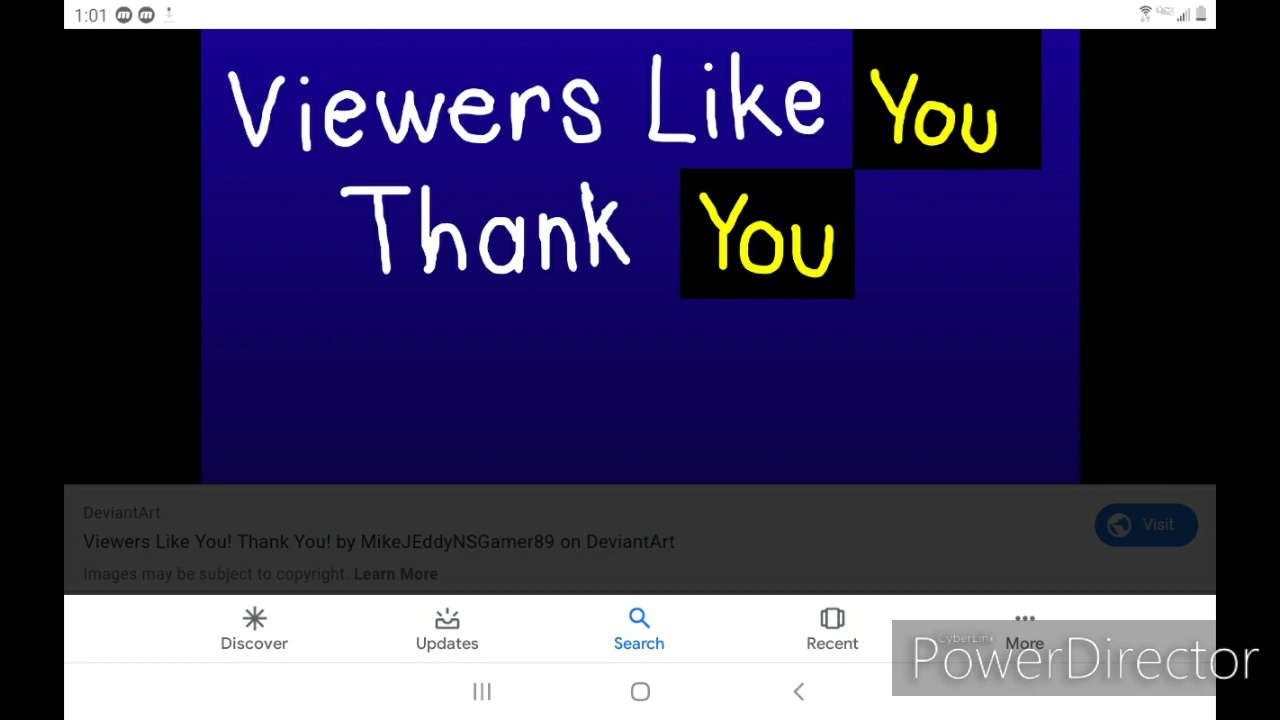 1:01
Viewers Like You
Thank You
DeviantArt
Viewers Like You! Thank You! by MikeJEddyNSGamer89 on DeviantArt
Images may be subject to copyright. Learn More
Visit
Discover
Updates
Search
Recent
More
CyberLink
PowerDirector